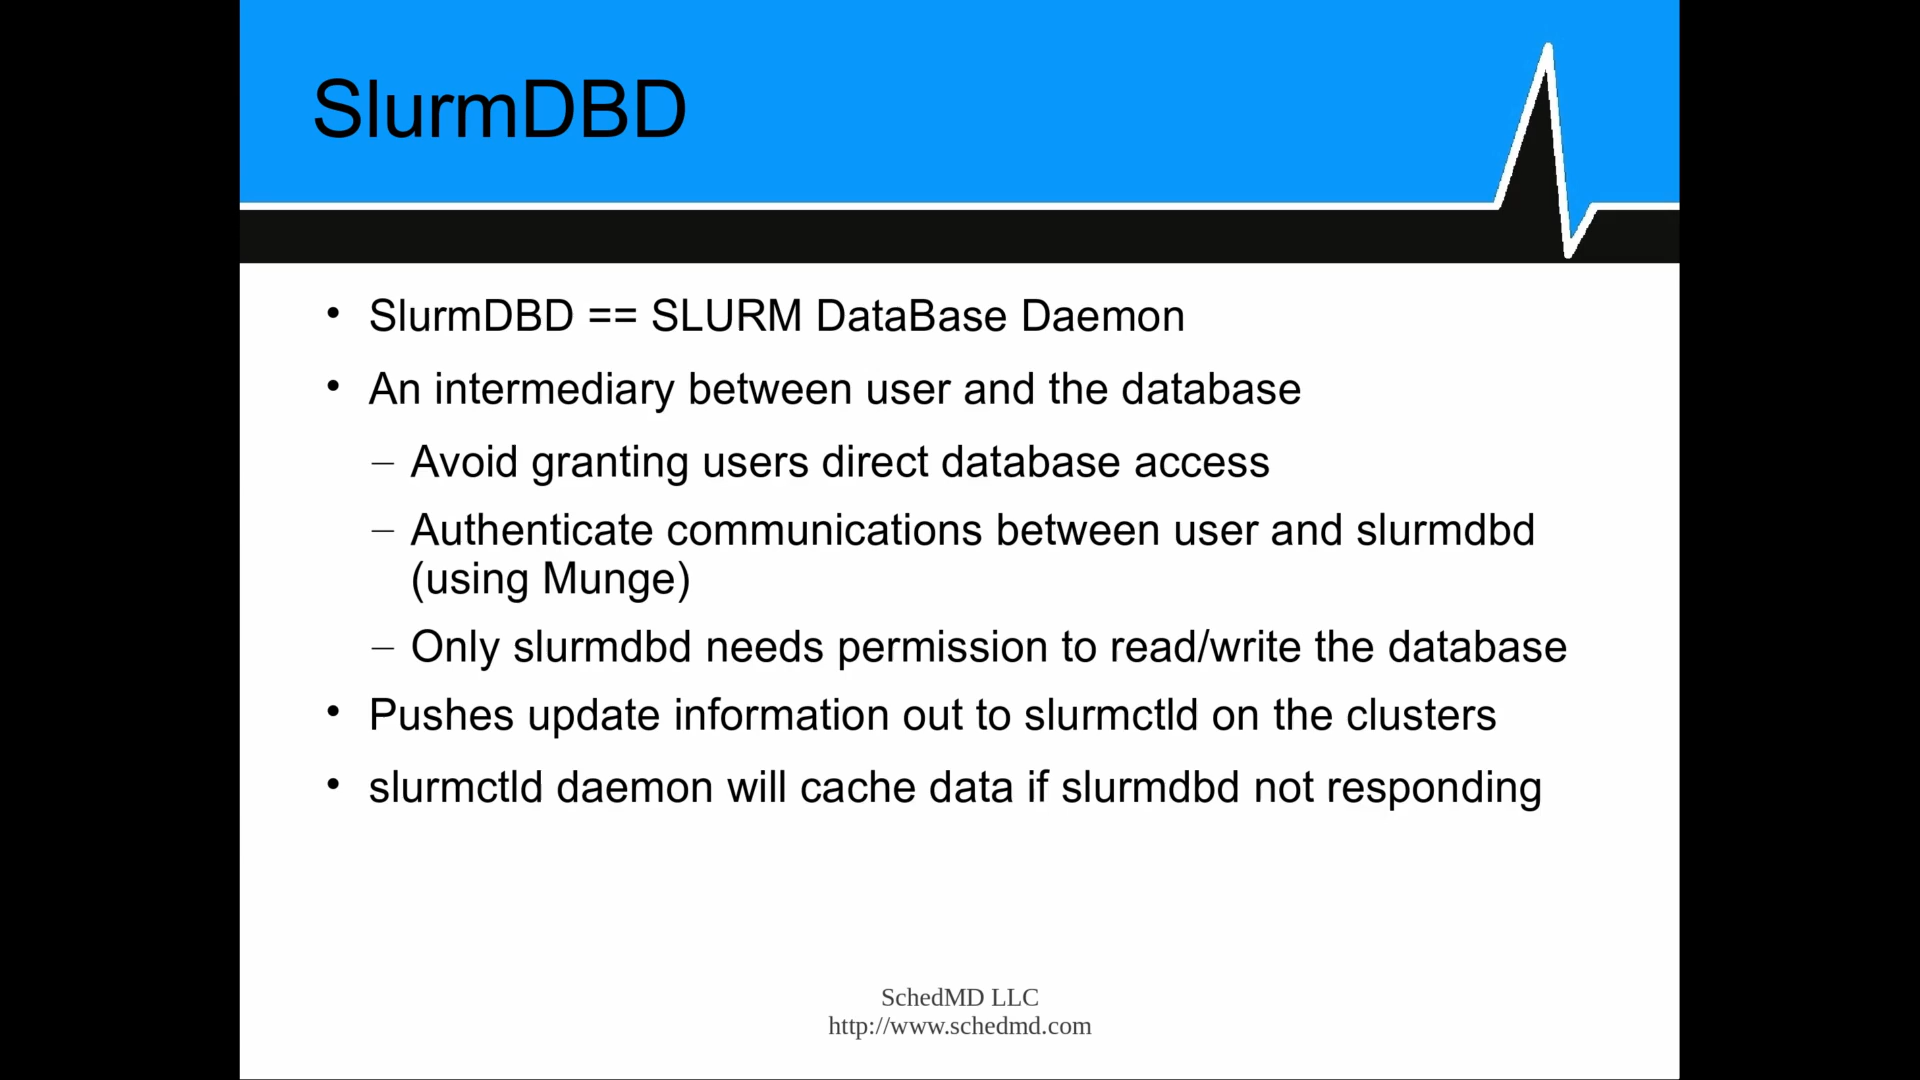 SlurmDBD
• SlurmDBD == SLURM DataBase Daemon
• An intermediary between user and the database
– Avoid granting users direct database access
– Authenticate communications between user and slurmdbd
(using Munge)
– Only slurmdbd needs permission to read/write the database
• Pushes update information out to slurmctld on the clusters
• slurmctld daemon will cache data if slurmdbd not responding
SchedMD LLC
http://www.schedmd.com